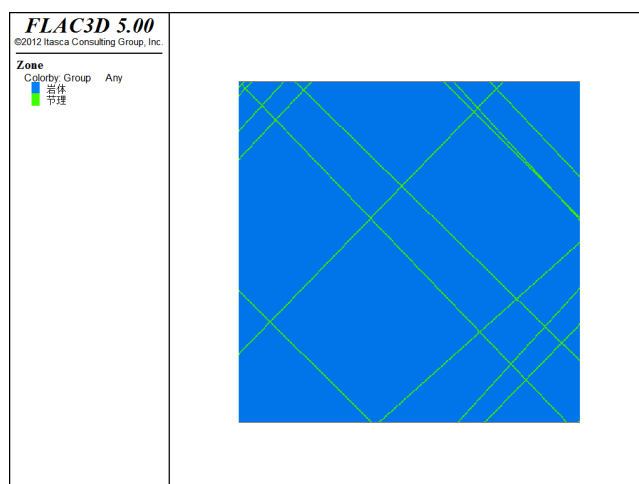 FLAC3D 5.00
©2012 Itasca Consulting Group, Inc.
Zone
Colorby: Group Any
岩体
节理